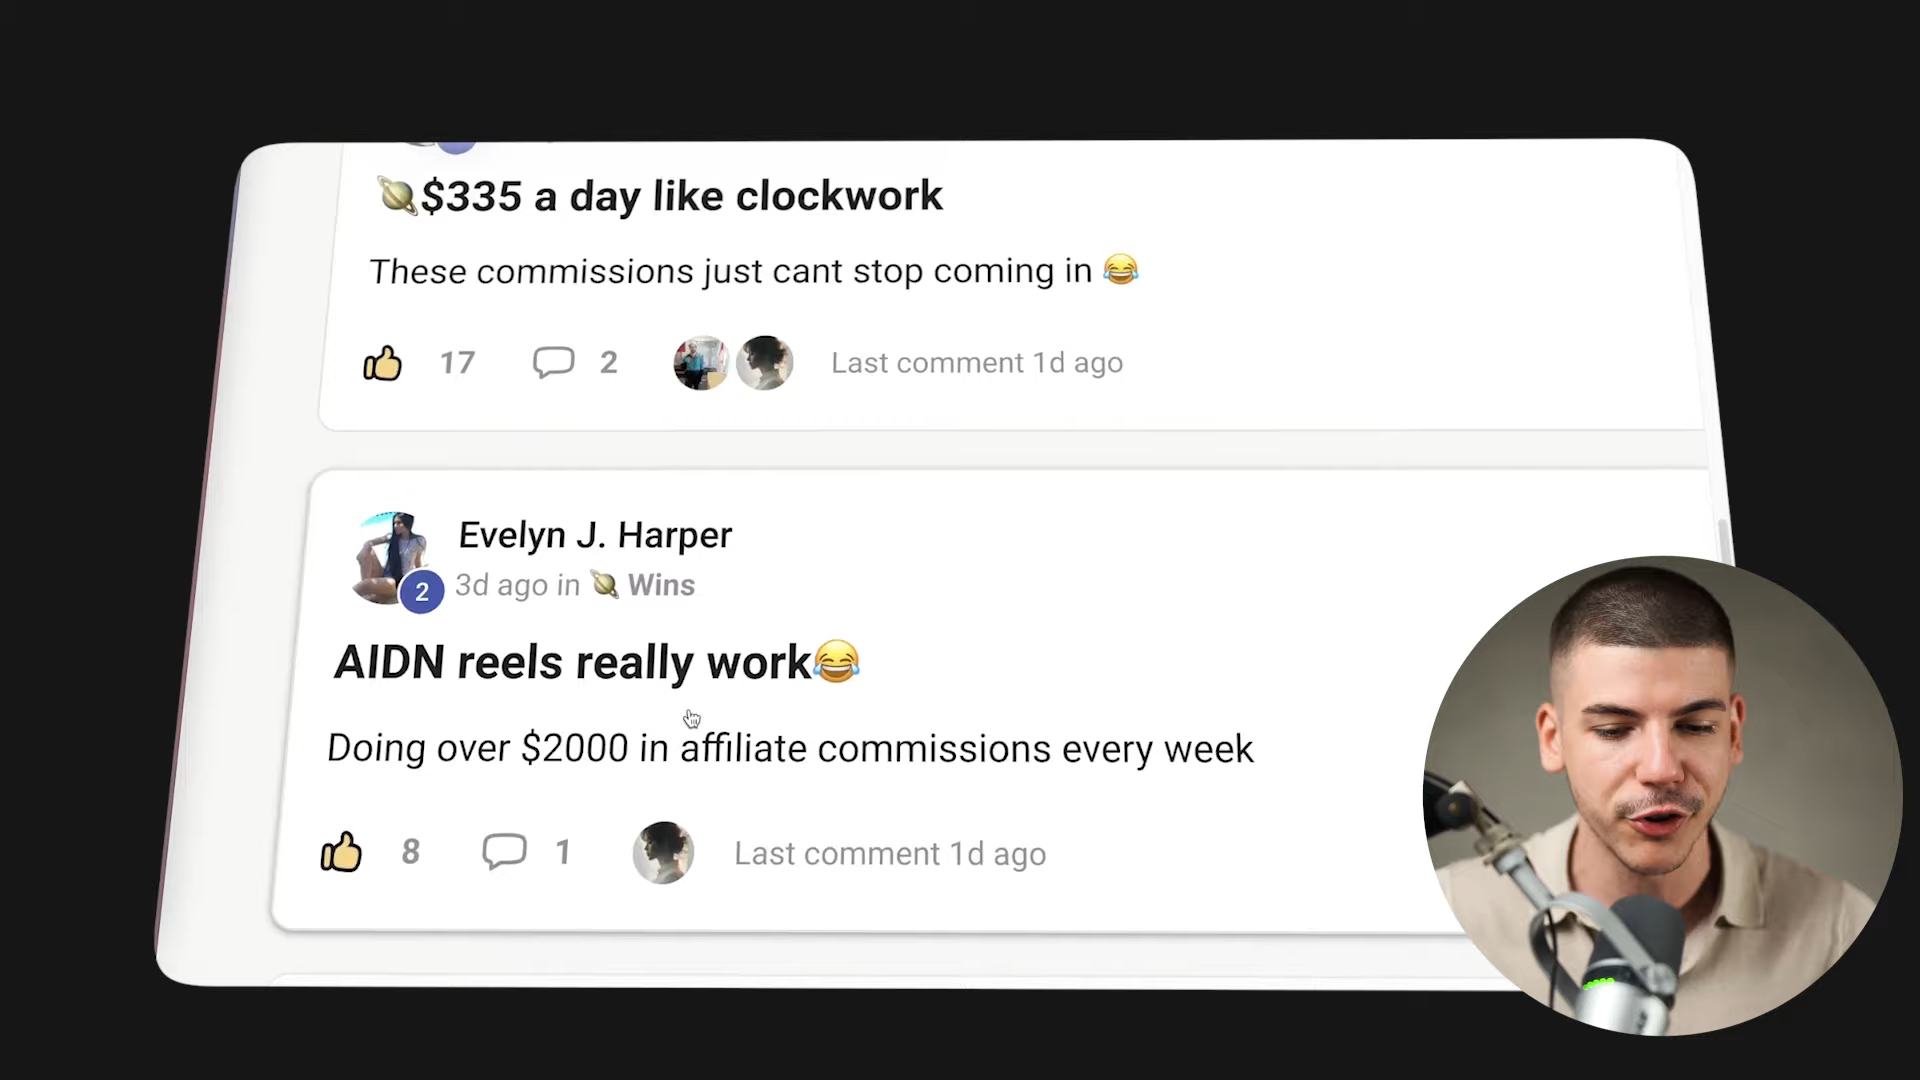 $335 a day like clockwork
These commissions just cant stop coming in 😂
17 2 Last comment 1d ago
Evelyn J. Harper
2 3d ago in 🪐 Wins
AIDN reels really work😂
Doing over $2000 in affiliate commissions every week
8 1 Last comment 1d ago